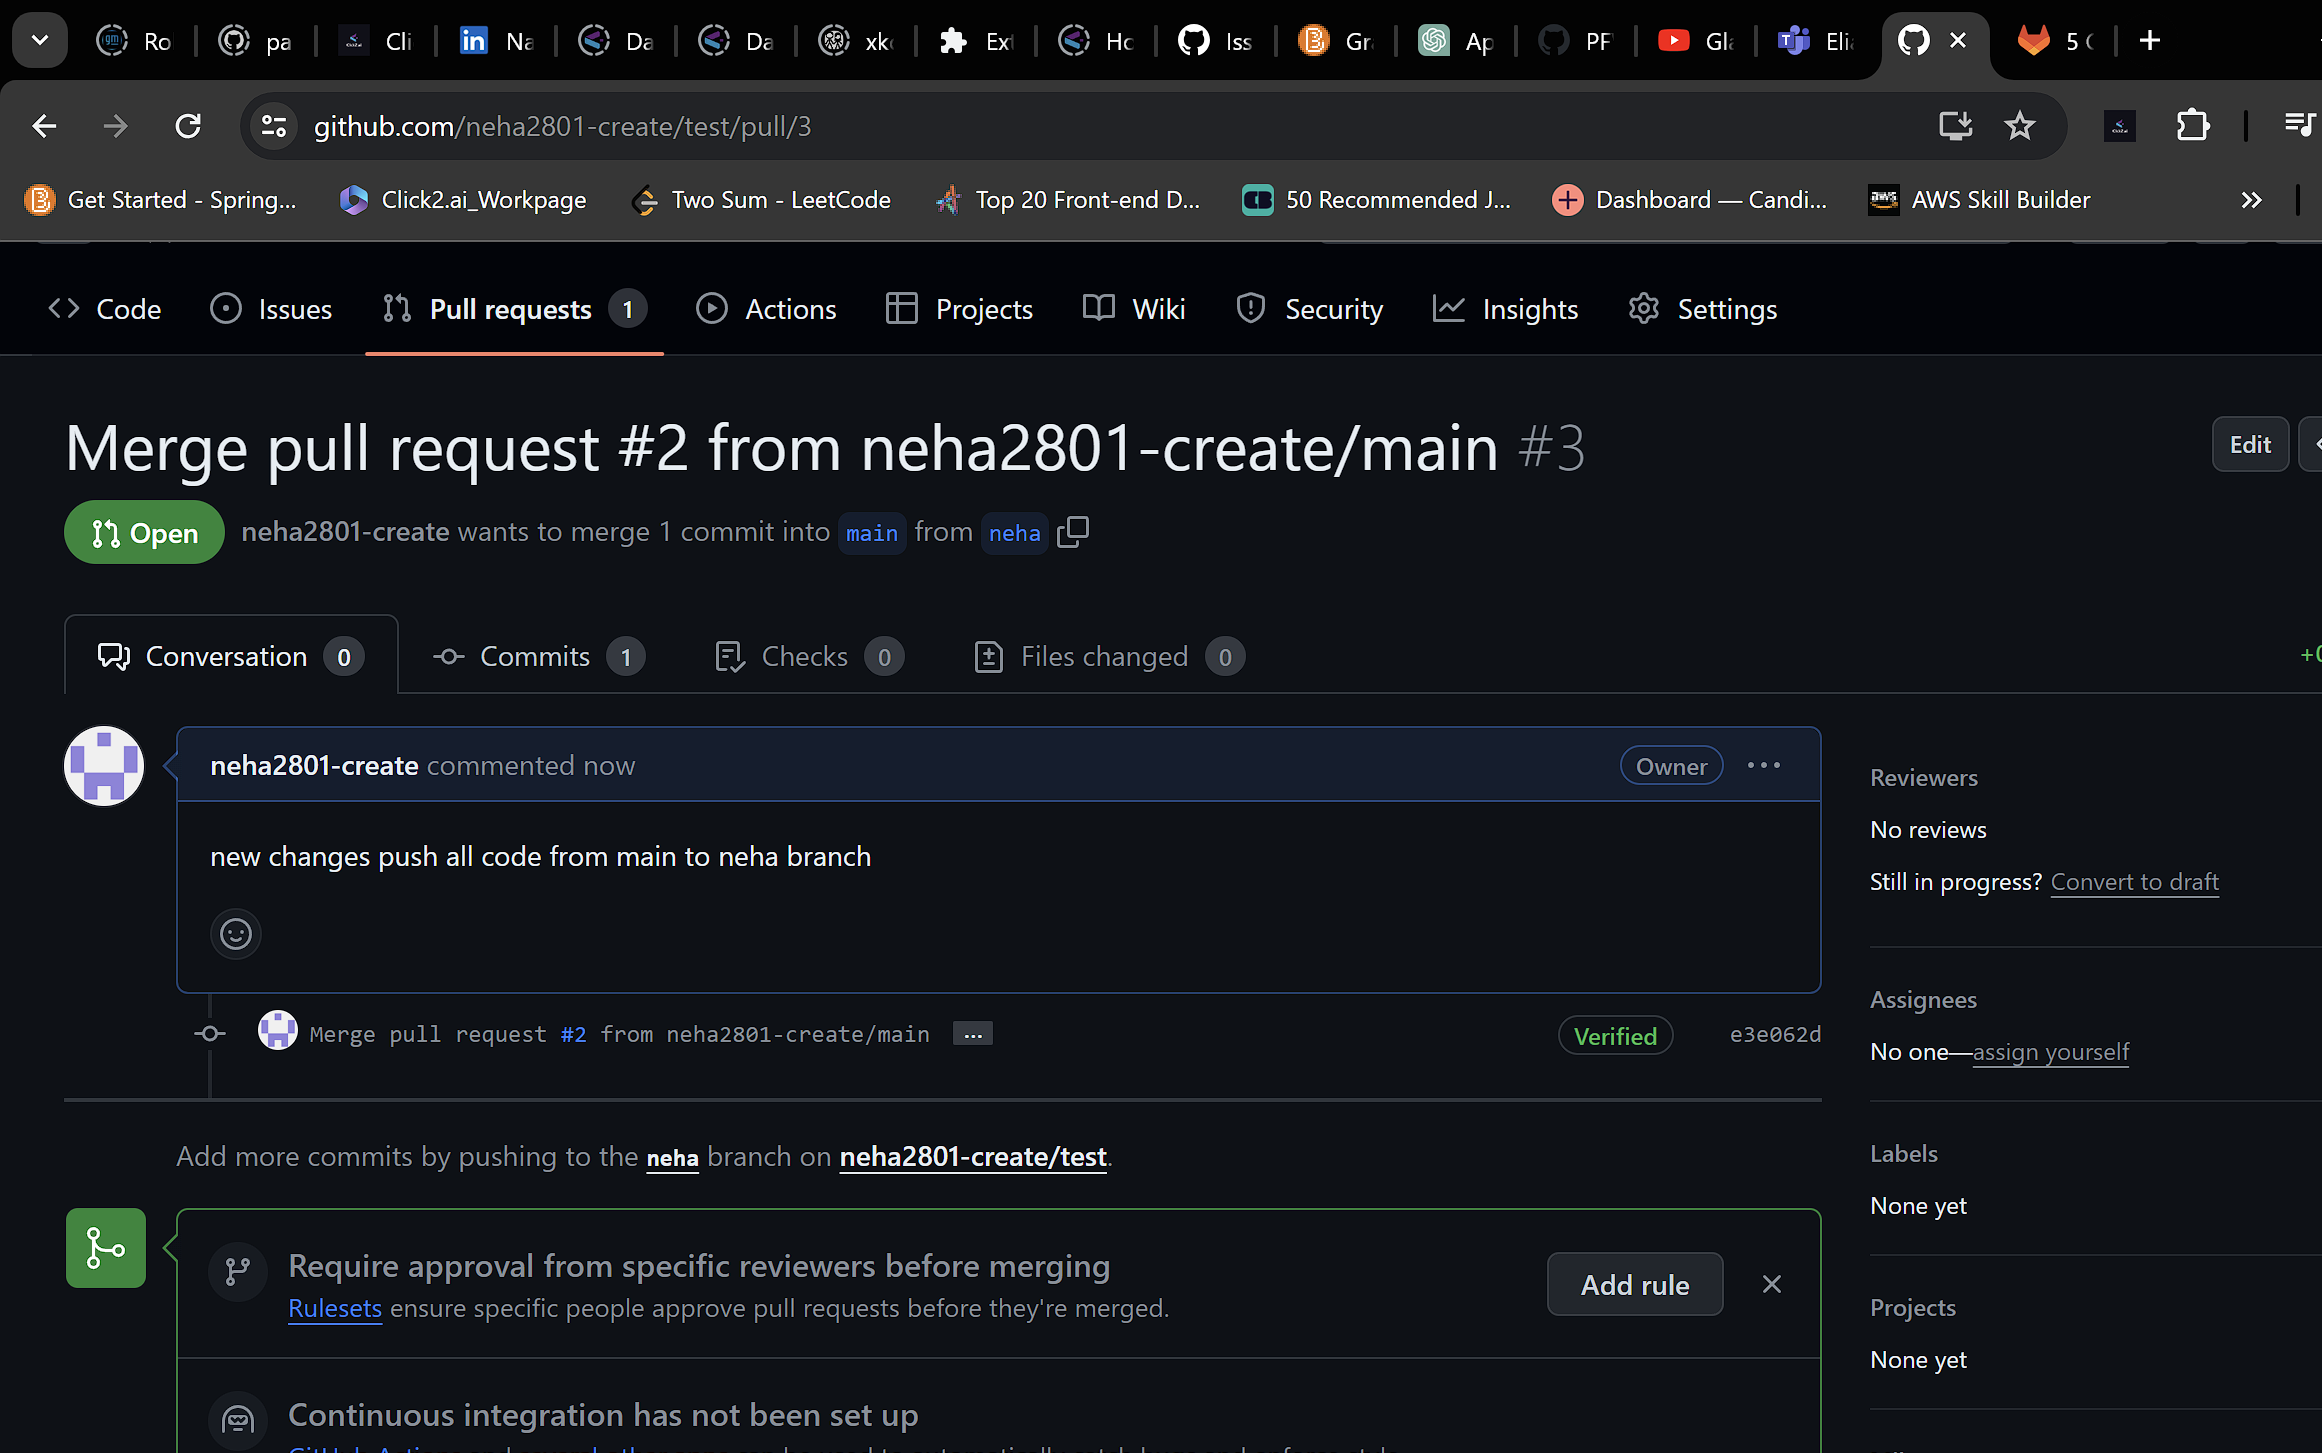 Ro
pa
Cli
Na
Da
Da
xk
Ext
Ho
Iss
Gr
Ap
PF
Gla
Eli
5
github.com/neha2801-create/test/pull/3
Get Started - Spring...
Click2.ai_Workpage
Two Sum - LeetCode
Top 20 Front-end D...
50 Recommended J...
Dashboard — Candi...
AWS Skill Builder
Code
Issues
Pull requests 1
Actions
Projects
Wiki
Security
Insights
Settings
Merge pull request #2 from neha2801-create/main #3
Edit
Open
neha2801-create wants to merge 1 commit into main from neha
Conversation 0
Commits 1
Checks 0
Files changed 0
neha2801-create commented now
Owner
new changes push all code from main to neha branch
Merge pull request #2 from neha2801-create/main ...
Verified
e3e062d
Add more commits by pushing to the neha branch on neha2801-create/test.
Require approval from specific reviewers before merging
Rulesets ensure specific people approve pull requests before they're merged.
Add rule
Continuous integration has not been set up
Reviewers
No reviews
Still in progress? Convert to draft
Assignees
No one—assign yourself
Labels
None yet
Projects
None yet